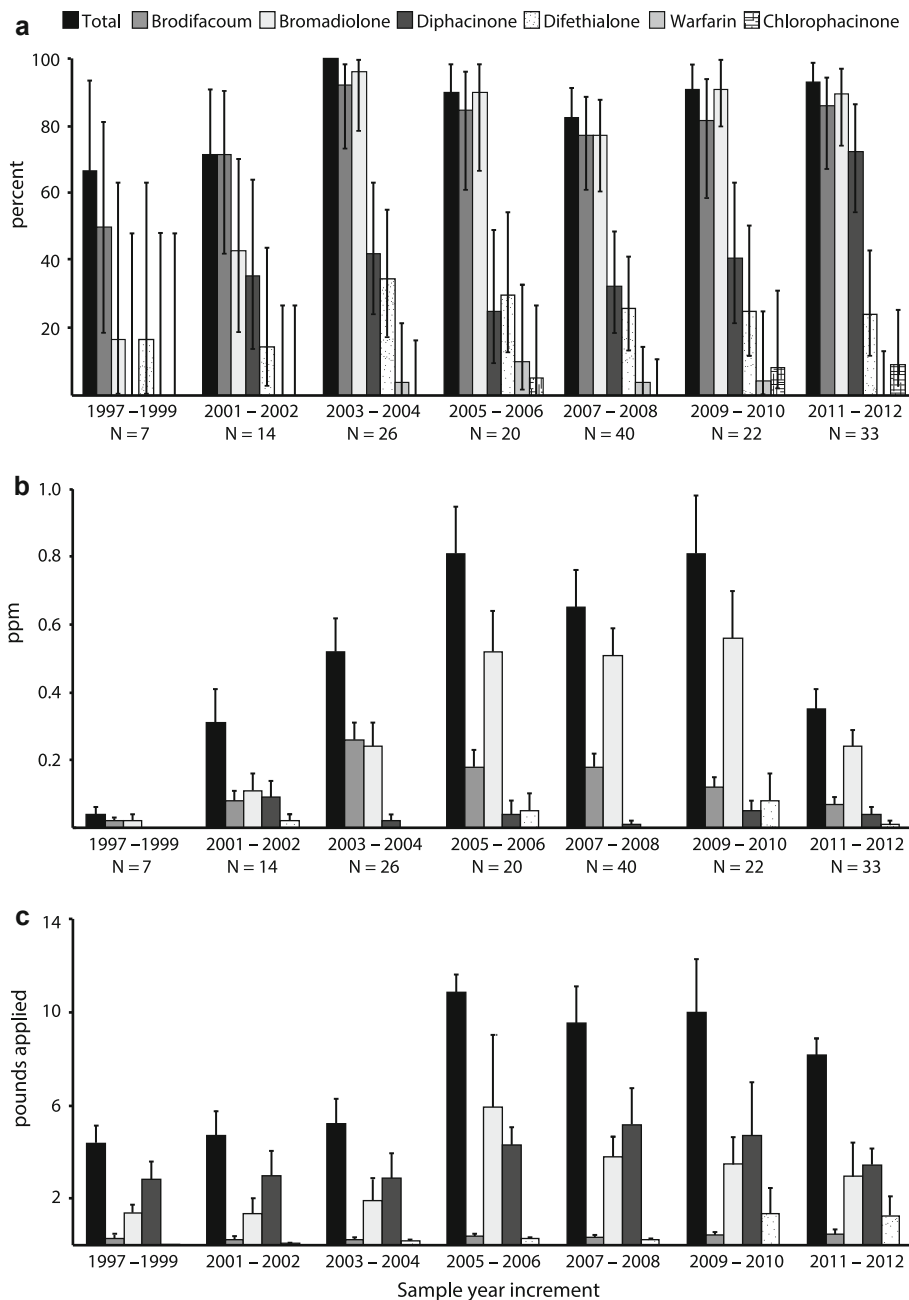 Total Brodifacoum Bromadiolone Diphacinone Difethialone Warfarin Chlorophacinone
a
100
80
60
40
20
percent
1997–1999 2001–2002 2003–2004 2005–2006 2007–2008 2009–2010 2011–2012
N = 7 N = 14 N = 26 N = 20 N = 40 N = 22 N = 33
b
1.0
0.8
0.6
0.4
0.2
ppm
1997–1999 2001–2002 2003–2004 2005–2006 2007–2008 2009–2010 2011–2012
N = 7 N = 14 N = 26 N = 20 N = 40 N = 22 N = 33
c
14
10
6
2
pounds applied
1997–1999 2001–2002 2003–2004 2005–2006 2007–2008 2009–2010 2011–2012
Sample year increment